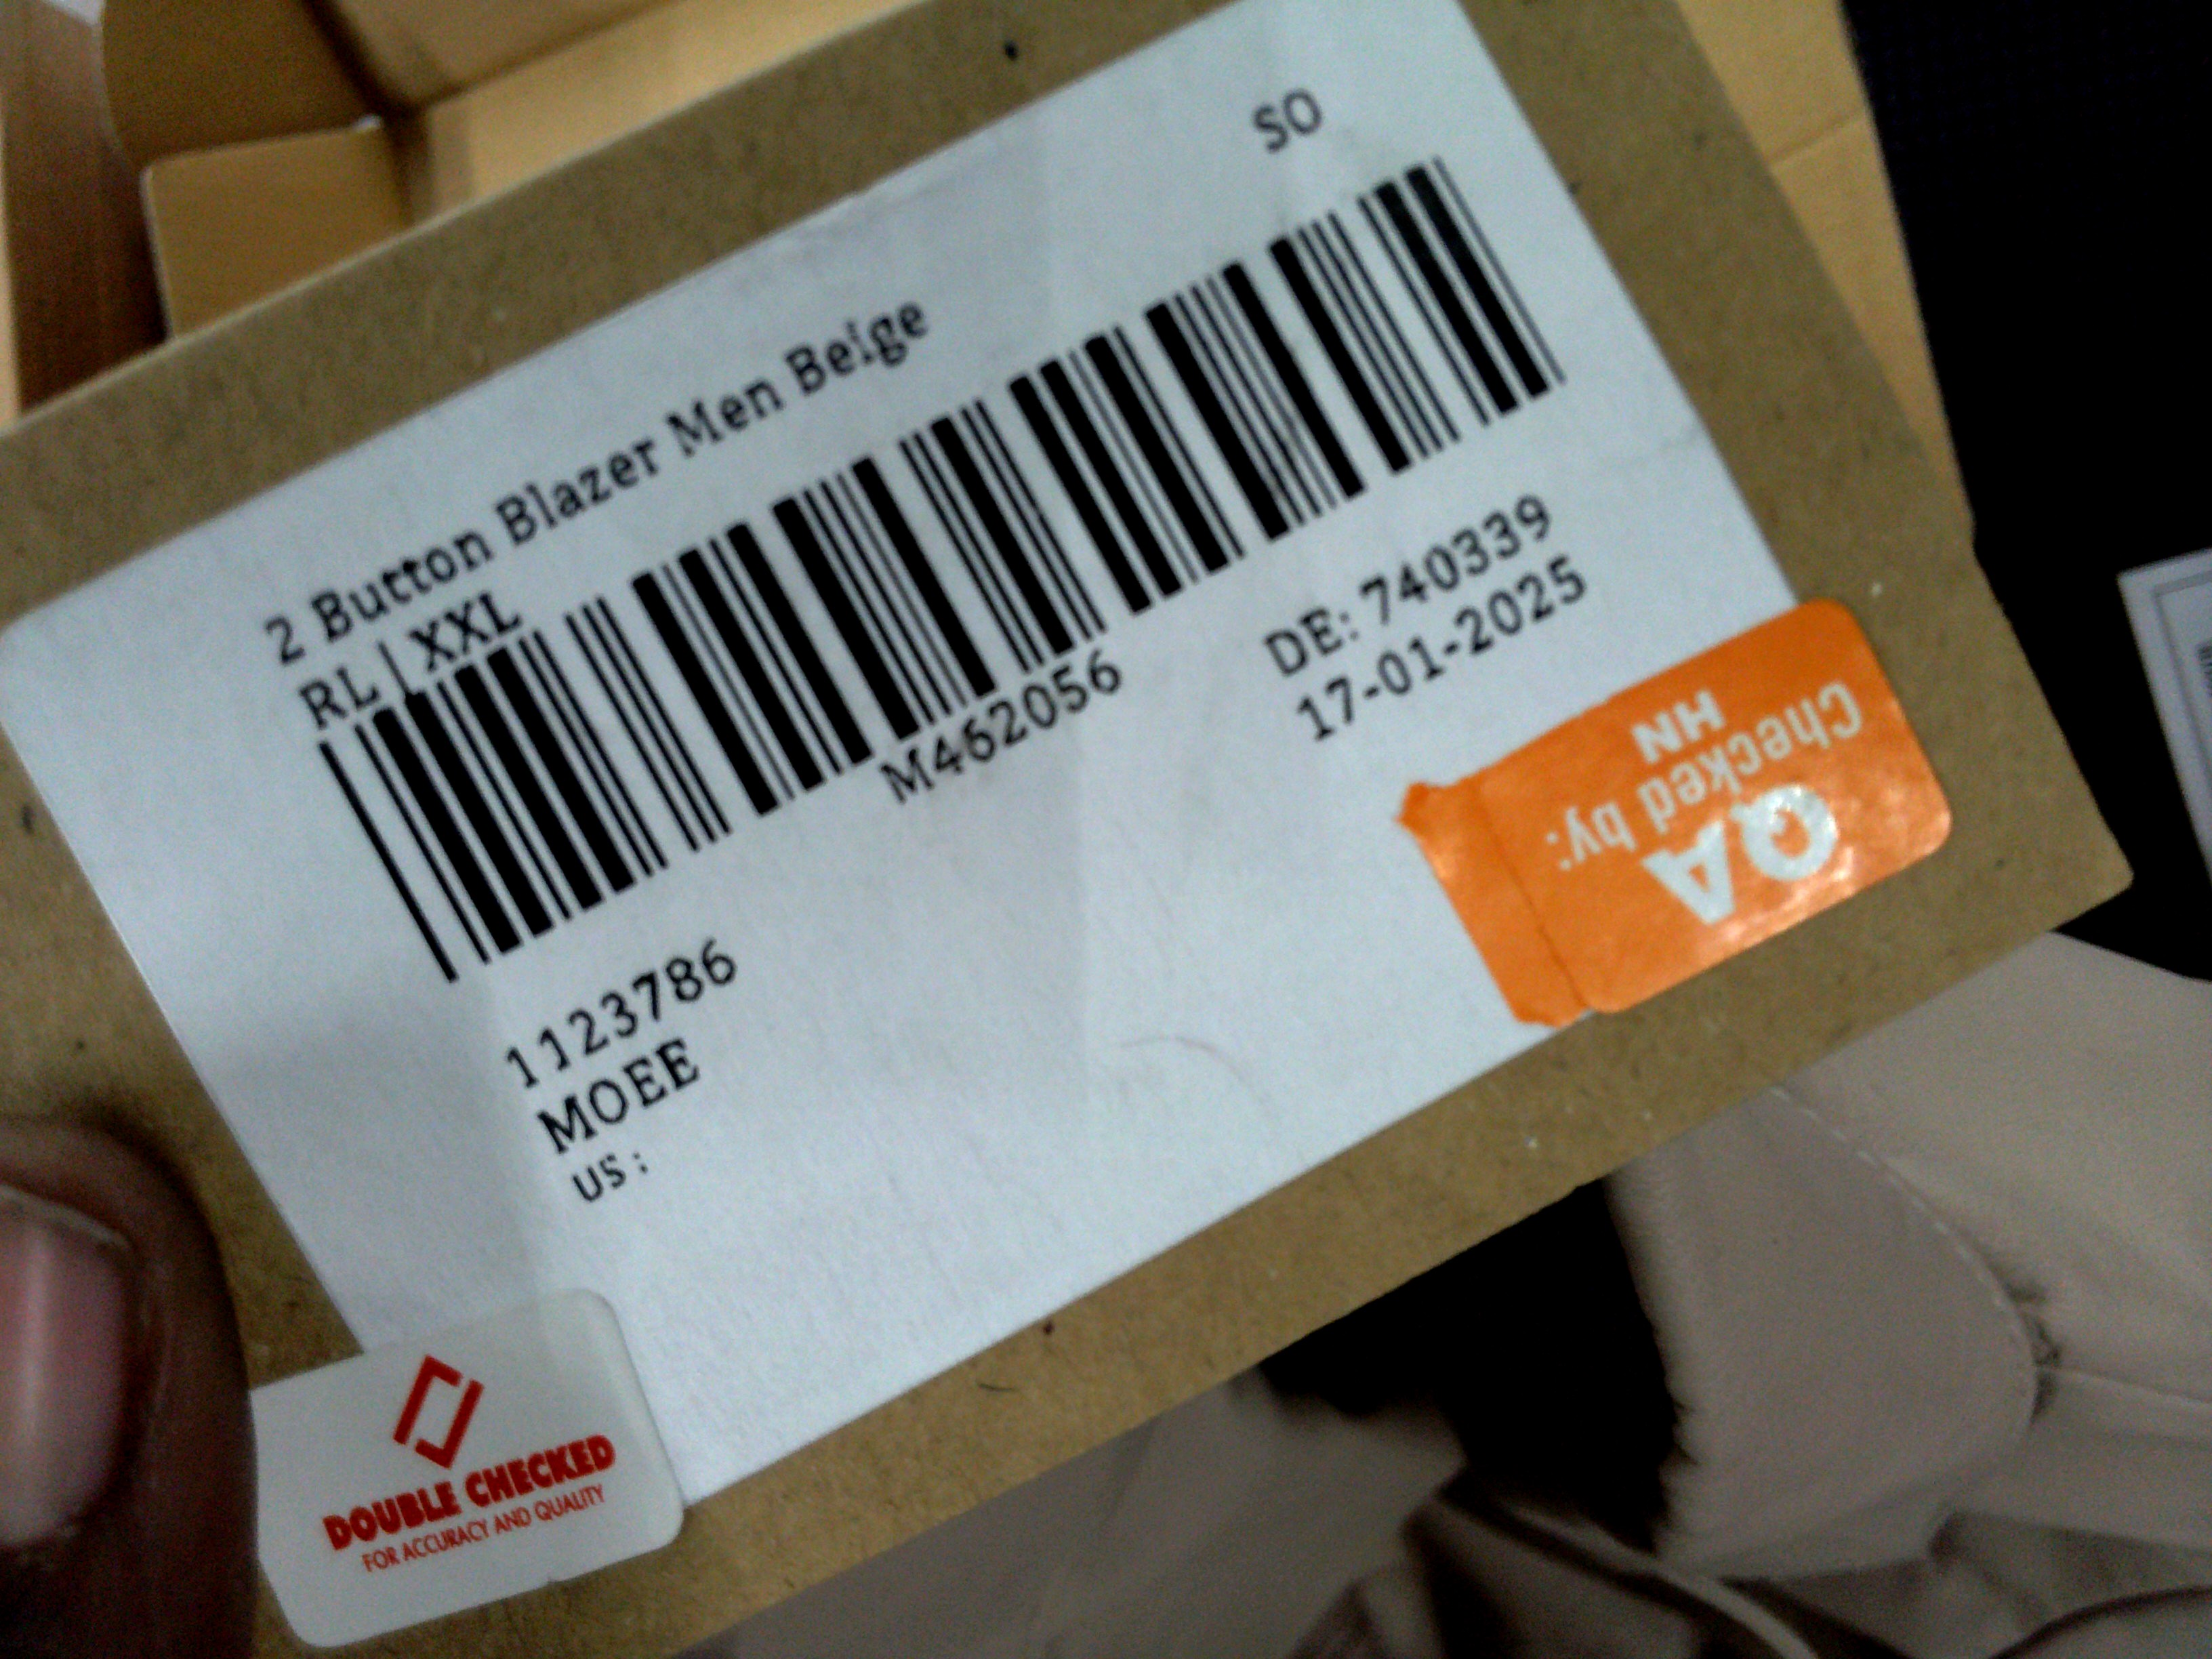 SO
2 Button Blazer Men Beige
RL | XXL
M462056
DE: 740339
17-01-2025
1123786
MOEE
US:
QA
Checked by:
HN
DOUBLE CHECKED
FOR ACCURACY AND QUALITY